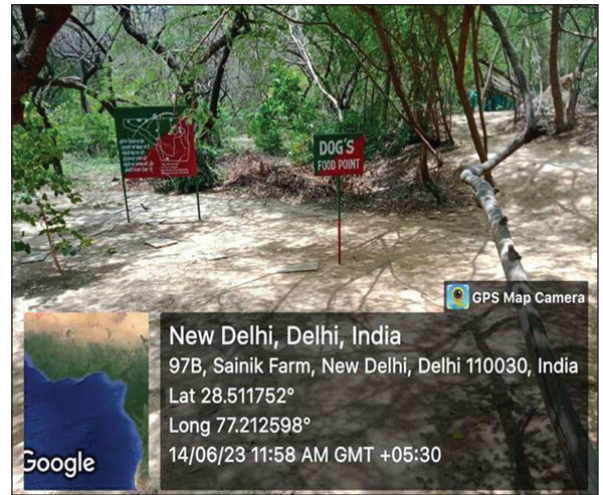 DOG'S
FOOD POINT
GPS Map Camera
New Delhi, Delhi, India
97B, Sainik Farm, New Delhi, Delhi 110030, India
Lat 28.511752°
Long 77.212598°
14/06/23 11:58 AM GMT +05:30
Google